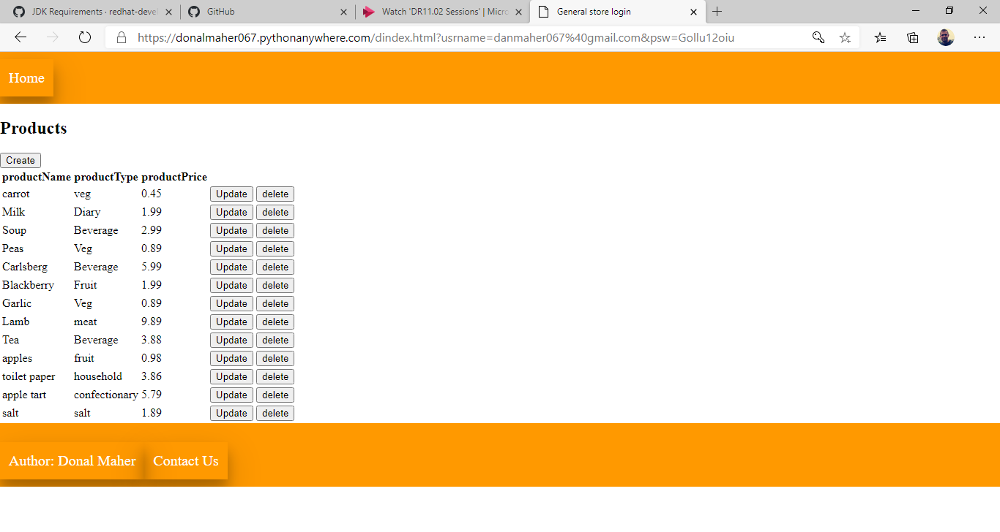 JDK Requirements · redhat-deve
GitHub
Watch 'DR11.02 Sessions' | Micro
General store login
https://donalmaher067.pythonanywhere.com/dindex.html?usrname=danmaher067%40gmail.com&psw=Gollu12oiu
Home
Products
Create
productName productType productPrice
carrot veg 0.45 Update delete
Milk Diary 1.99 Update delete
Soup Beverage 2.99 Update delete
Peas Veg 0.89 Update delete
Carlsberg Beverage 5.99 Update delete
Blackberry Fruit 1.99 Update delete
Garlic Veg 0.89 Update delete
Lamb meat 9.89 Update delete
Tea Beverage 3.88 Update delete
apples fruit 0.98 Update delete
toilet paper household 3.86 Update delete
apple tart confectionary 5.79 Update delete
salt salt 1.89 Update delete
Author: Donal Maher Contact Us